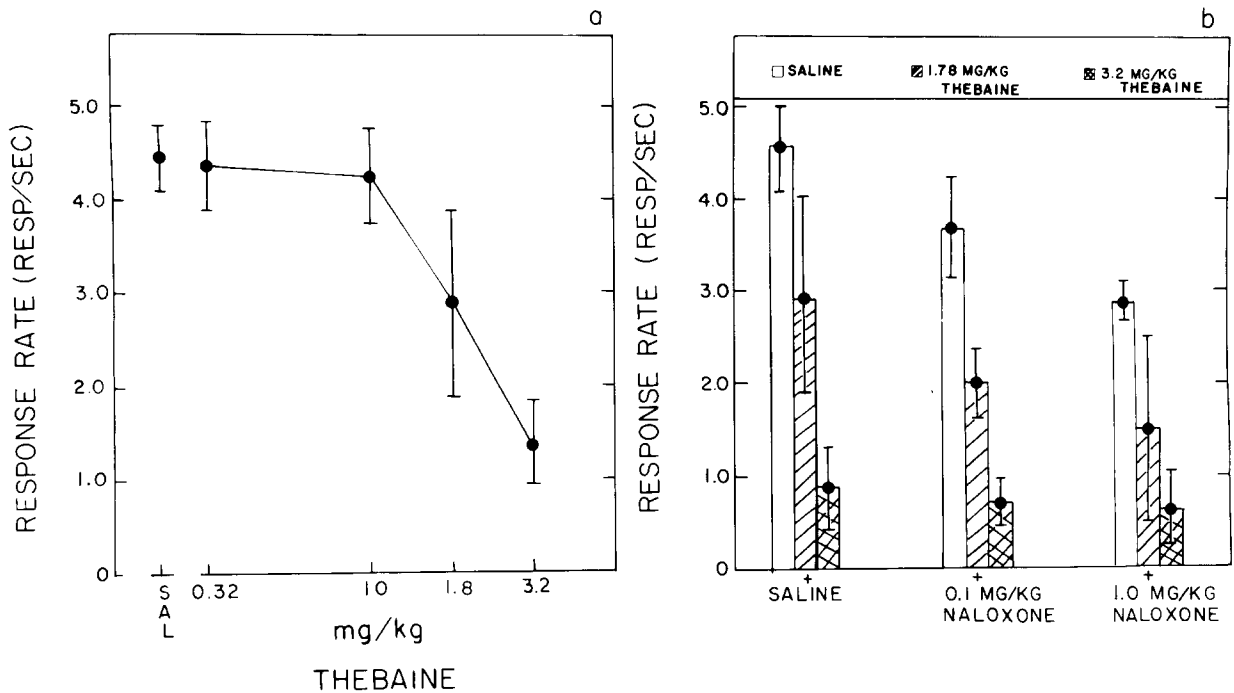 a
5.0
4.0
3.0
2.0
1.0
0
RESPONSE RATE (RESP/SEC)
SAL
0.32
1.0
1.8
3.2
mg/kg
THEBAINE
b
SALINE
1.78 MG/KG THEBAINE
3.2 MG/KG THEBAINE
5.0
4.0
3.0
2.0
1.0
0
RESPONSE RATE (RESP/SEC)
+
SALINE
+
0.1 MG/KG
NALOXONE
+
1.0 MG/KG
NALOXONE